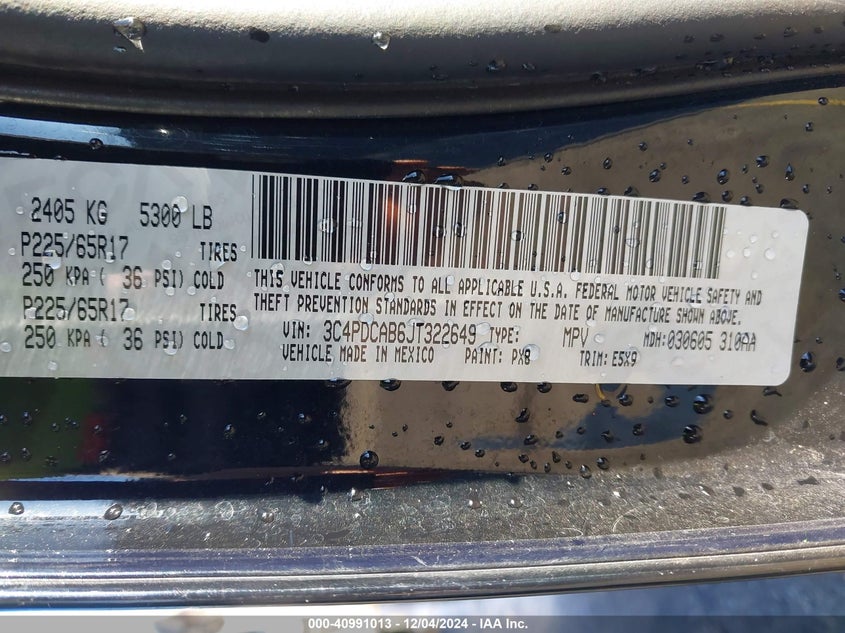 2405 KG 5300 LB
P225/65R17 TIRES
250 KPA ( 36 PSI) COLD
P225/65R17 TIRES
250 KPA ( 36 PSI) COLD
THIS VEHICLE CONFORMS TO ALL APPLICABLE U.S.A. FEDERAL MOTOR VEHICLE SAFETY AND
THEFT PREVENTION STANDARDS IN EFFECT ON THE DATE OF MANUFACTURE SHOWN ABOVE.
VIN: 3C4PDCAB6JT322649 TYPE: MPV MDH:030605 310AA
VEHICLE MADE IN MEXICO PAINT: PX8 TRIM: E5X9
000-40991013 - 12/04/2024 - IAA Inc.